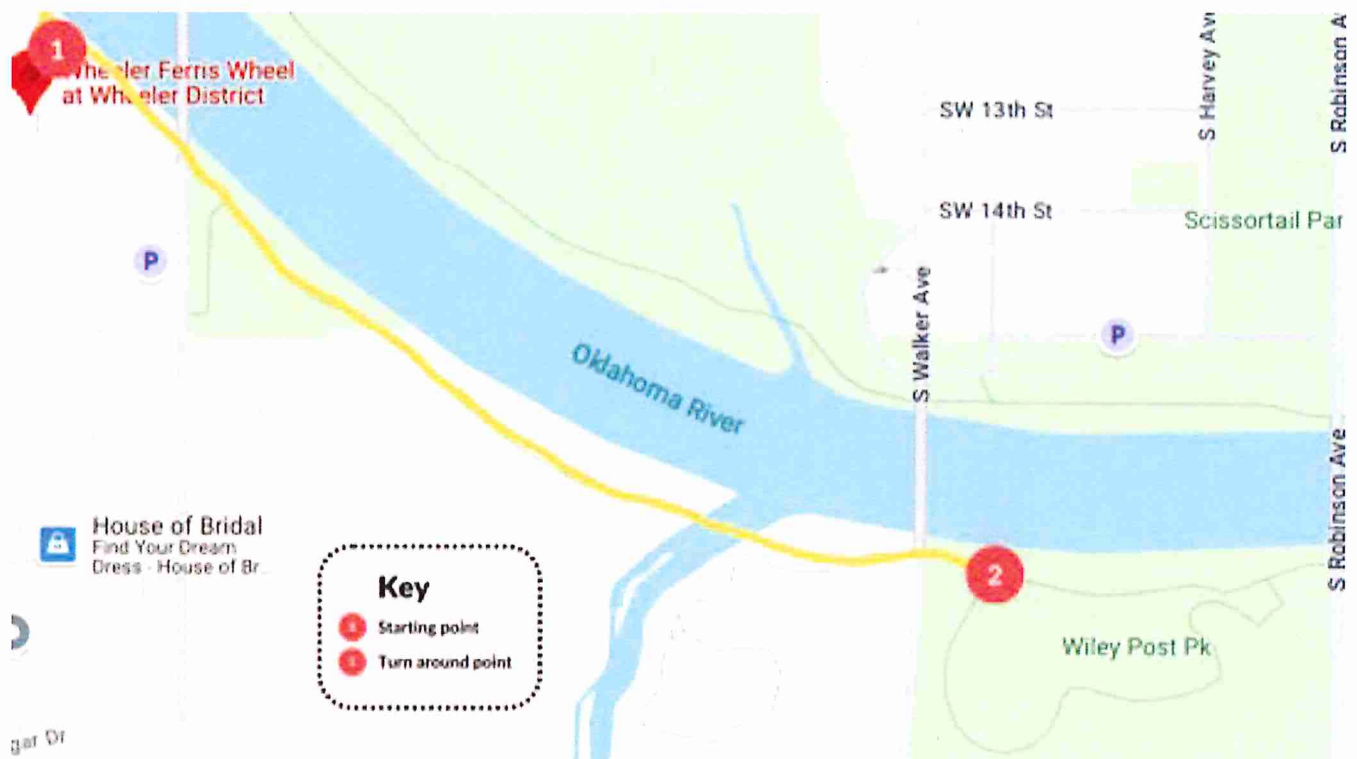 1
Wheeler Ferris Wheel
at Wheeler District
SW 13th St
S Harvey Av
S Robinson A
SW 14th St
Scissortail Par
P
P
S Walker Ave
Oklahoma River
S Robinson Ave
House of Bridal
Find Your Dream
Dress - House of Br...
2
Key
Starting point
Turn around point
Wiley Post Pk
gar Dr